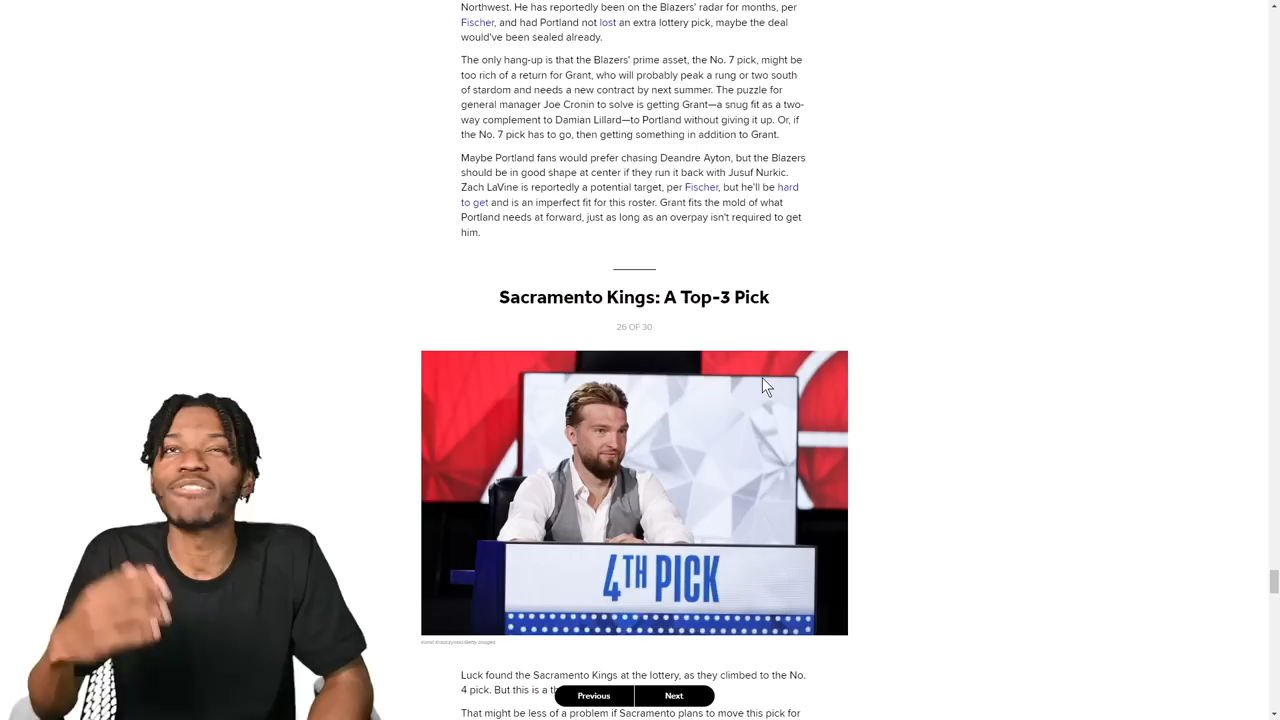 Northwest. He has reportedly been on the Blazers' radar for months, per
Fischer, and had Portland not lost an extra lottery pick, maybe the deal
would've been sealed already.
The only hang-up is that the Blazers' prime asset, the No. 7 pick, might be
too rich of a return for Grant, who will probably peak a rung or two south
of stardom and needs a new contract by next summer. The puzzle for
general manager Joe Cronin to solve is getting Grant—a snug fit as a two-
way complement to Damian Lillard—to Portland without giving it up. Or, if
the No. 7 pick has to go, then getting something in addition to Grant.
Maybe Portland fans would prefer chasing Deandre Ayton, but the Blazers
should be in good shape at center if they run it back with Jusuf Nurkic.
Zach LaVine is reportedly a potential target, per Fischer, but he'll be hard
to get and is an imperfect fit for this roster. Grant fits the mold of what
Portland needs at forward, just as long as an overpay isn't required to get
him.
Sacramento Kings: A Top-3 Pick
26 OF 30
4TH PICK
Luck found the Sacramento Kings at the lottery, as they climbed to the No.
4 pick. But this is a th
Previous
Next
That might be less of a problem if Sacramento plans to move this pick for